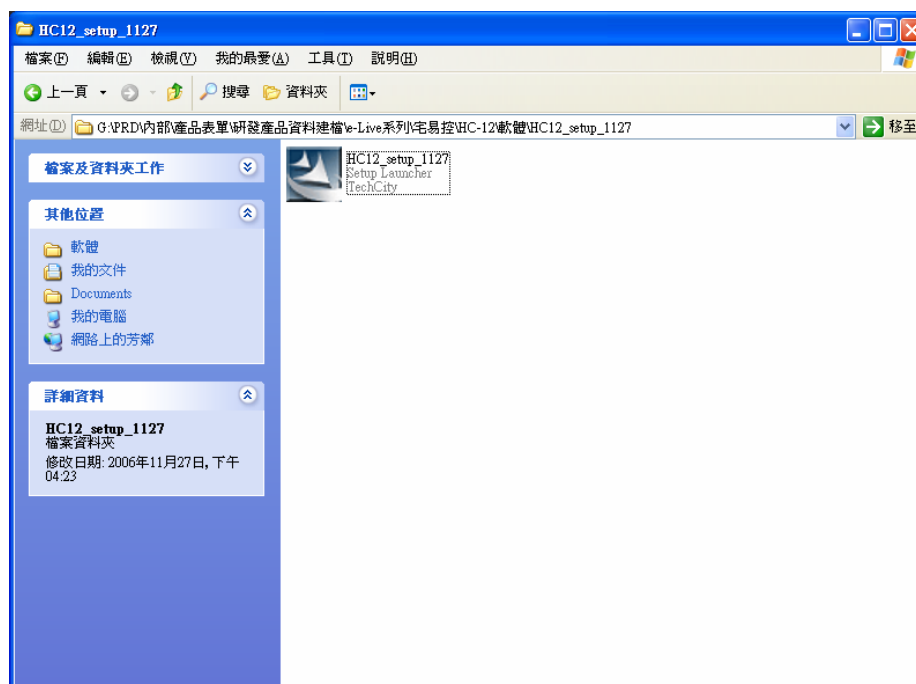 HC12_setup_1127
檔案(F) 編輯(E) 檢視(V) 我的最愛(A) 工具(T) 說明(H)
上一頁 搜尋 資料夾
網址(D) G:\PRD\內部\產品表單\研發產品資料建檔\e-Live系列\宅易控\HC-12\軟體\HC12_setup_1127 移至
檔案及資料夾工作
其他位置
軟體
我的文件
Documents
我的電腦
網路上的芳鄰
詳細資料
HC12_setup_1127
檔案資料夾
修改日期: 2006年11月27日, 下午
04:23
HC12_setup_1127
Setup Launcher
TechCity